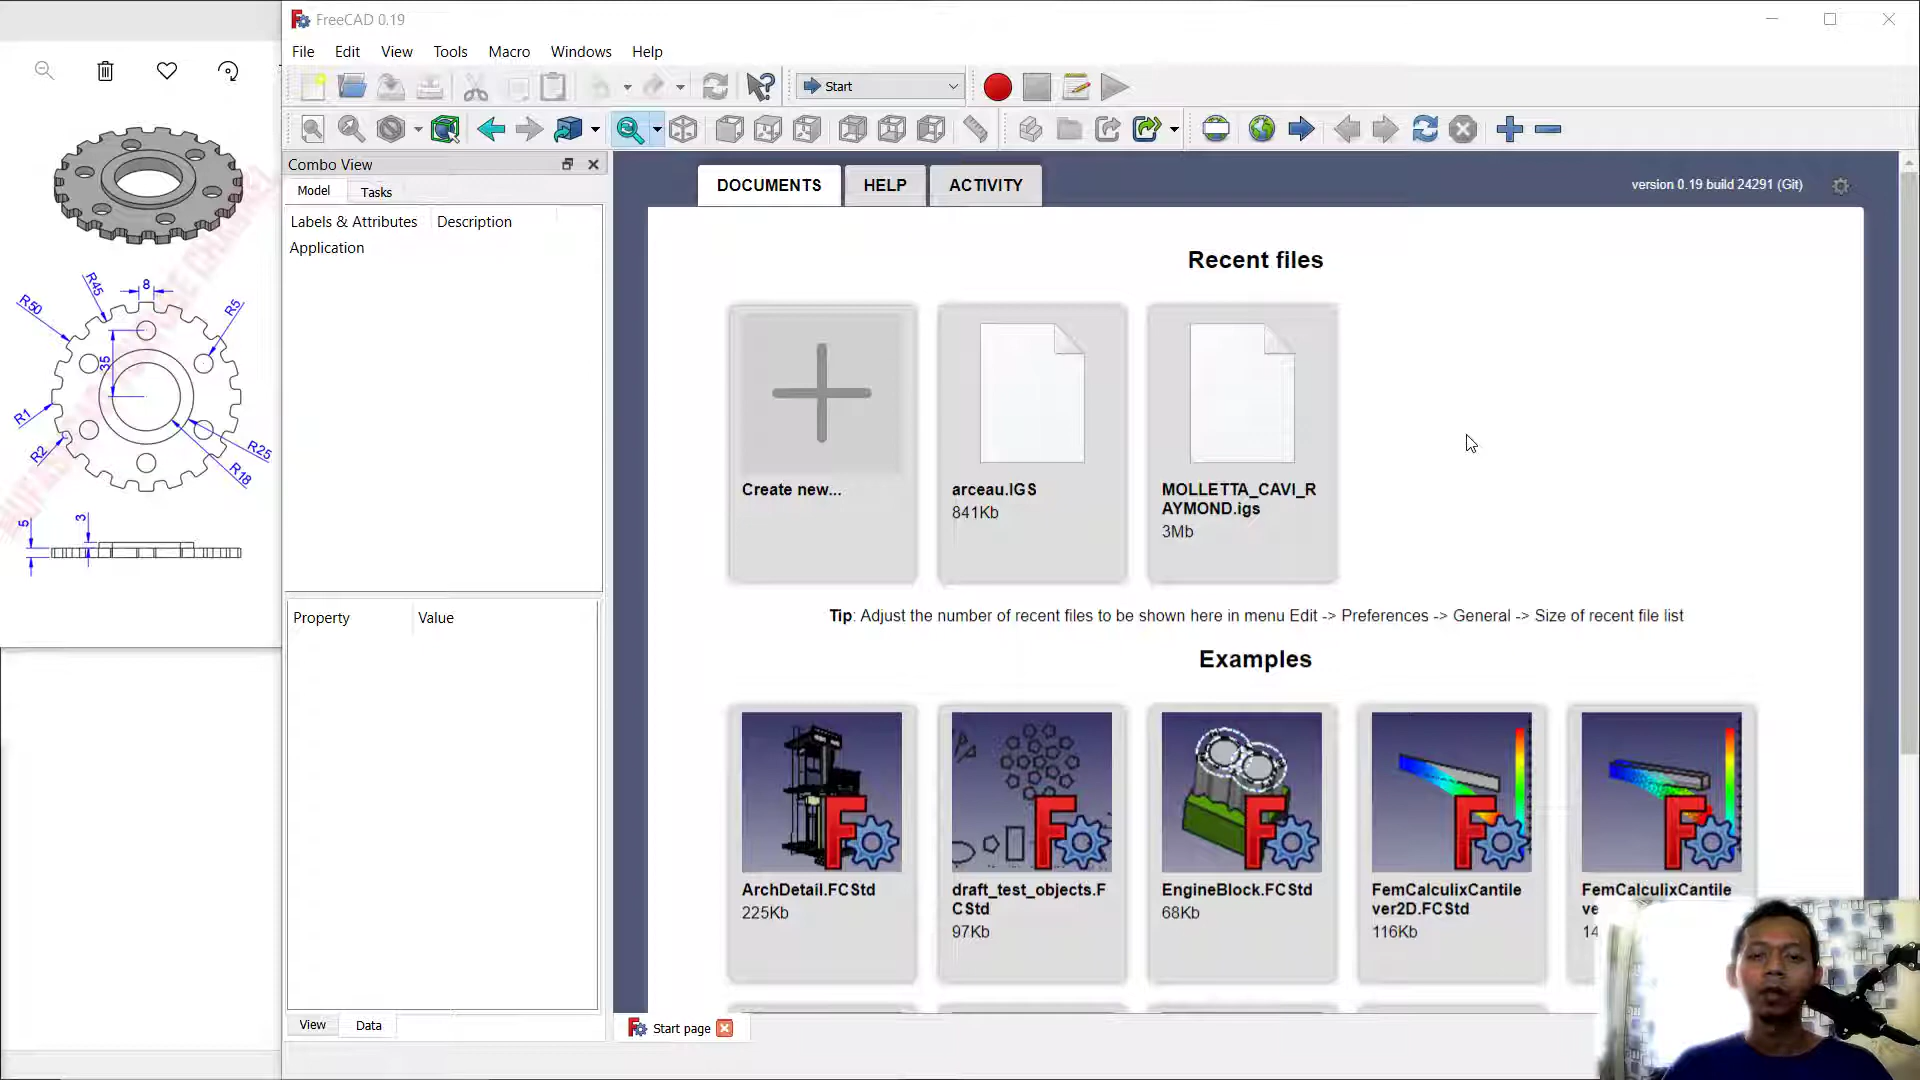 FreeCAD 0.19
File Edit View Tools Macro Windows Help
Start
Combo View
Model Tasks
Labels & Attributes Description
Application
Property Value
View Data
DOCUMENTS HELP ACTIVITY
version 0.19 build 24291 (Git)
Recent files
Create new...
arceau.IGS
841Kb
MOLLETTA_CAVI_R
AYMOND.igs
3Mb
Tip: Adjust the number of recent files to be shown here in menu Edit -> Preferences -> General -> Size of recent file list
Examples
ArchDetail.FCStd
225Kb
draft_test_objects.F
CStd
97Kb
EngineBlock.FCStd
68Kb
FemCalculixCantile
ver2D.FCStd
116Kb
FemCalculixCantile
ve
14
Start page
R50
R45
8
R5
35
R1
R2
R25
R18
5
3